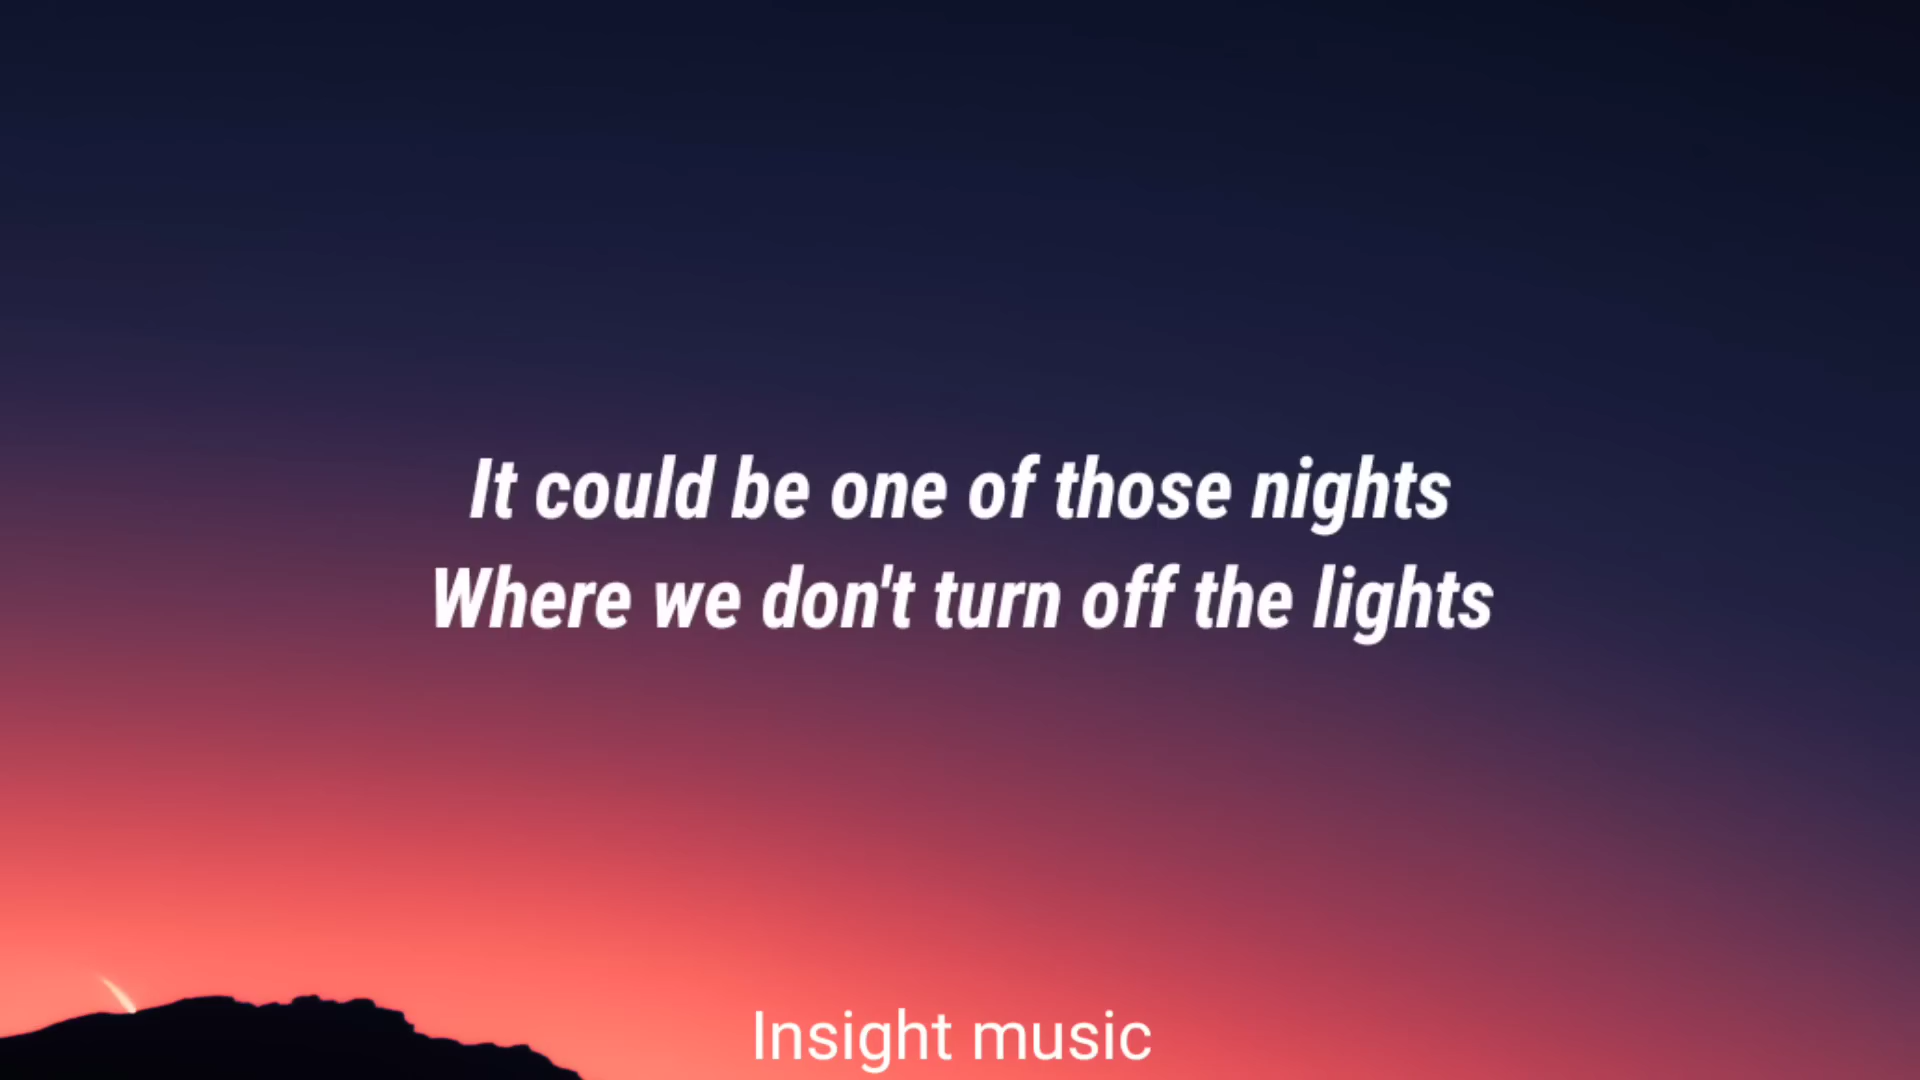 It could be one of those nights
Where we don't turn off the lights
Insight music